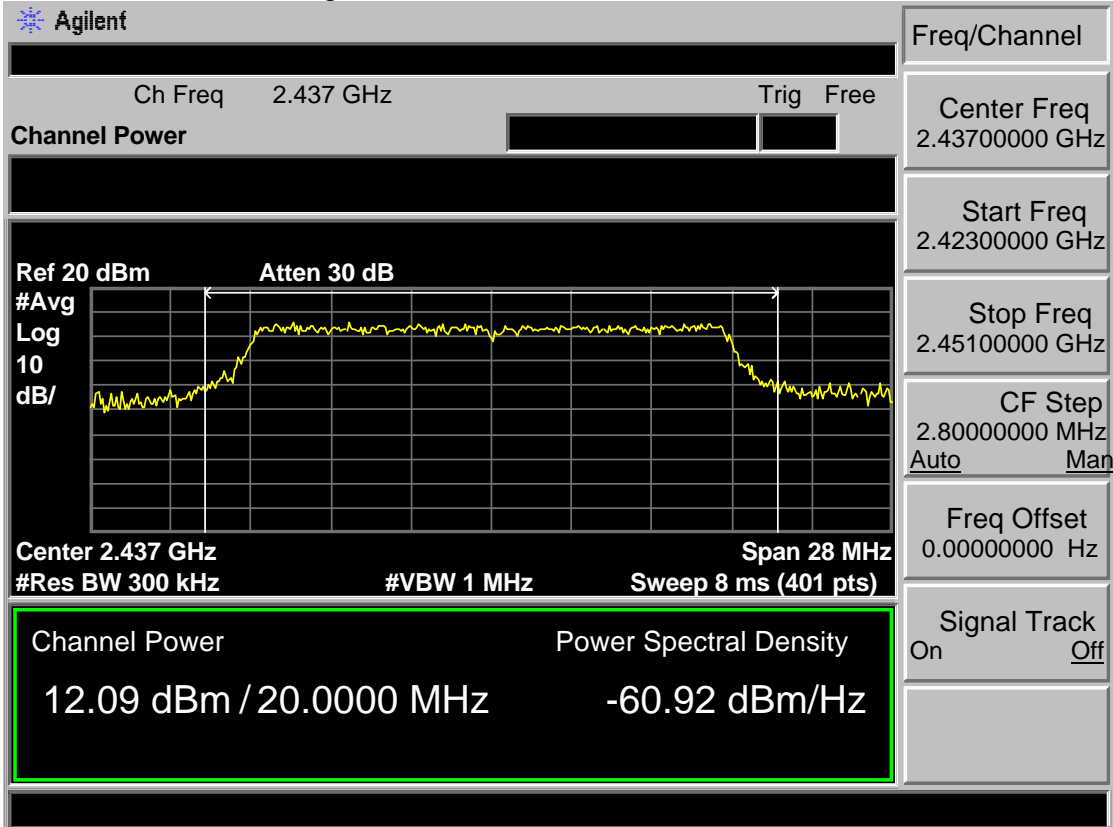 Agilent
Freq/Channel
Ch Freq 2.437 GHz Trig Free
Channel Power
Center Freq
2.43700000 GHz
Start Freq
2.42300000 GHz
Ref 20 dBm Atten 30 dB
#Avg
Log
10
dB/
Stop Freq
2.45100000 GHz
CF Step
2.80000000 MHz
Auto Man
Center 2.437 GHz Span 28 MHz
#Res BW 300 kHz #VBW 1 MHz Sweep 8 ms (401 pts)
Freq Offset
0.00000000 Hz
Channel Power Power Spectral Density
12.09 dBm / 20.0000 MHz -60.92 dBm/Hz
Signal Track
On Off